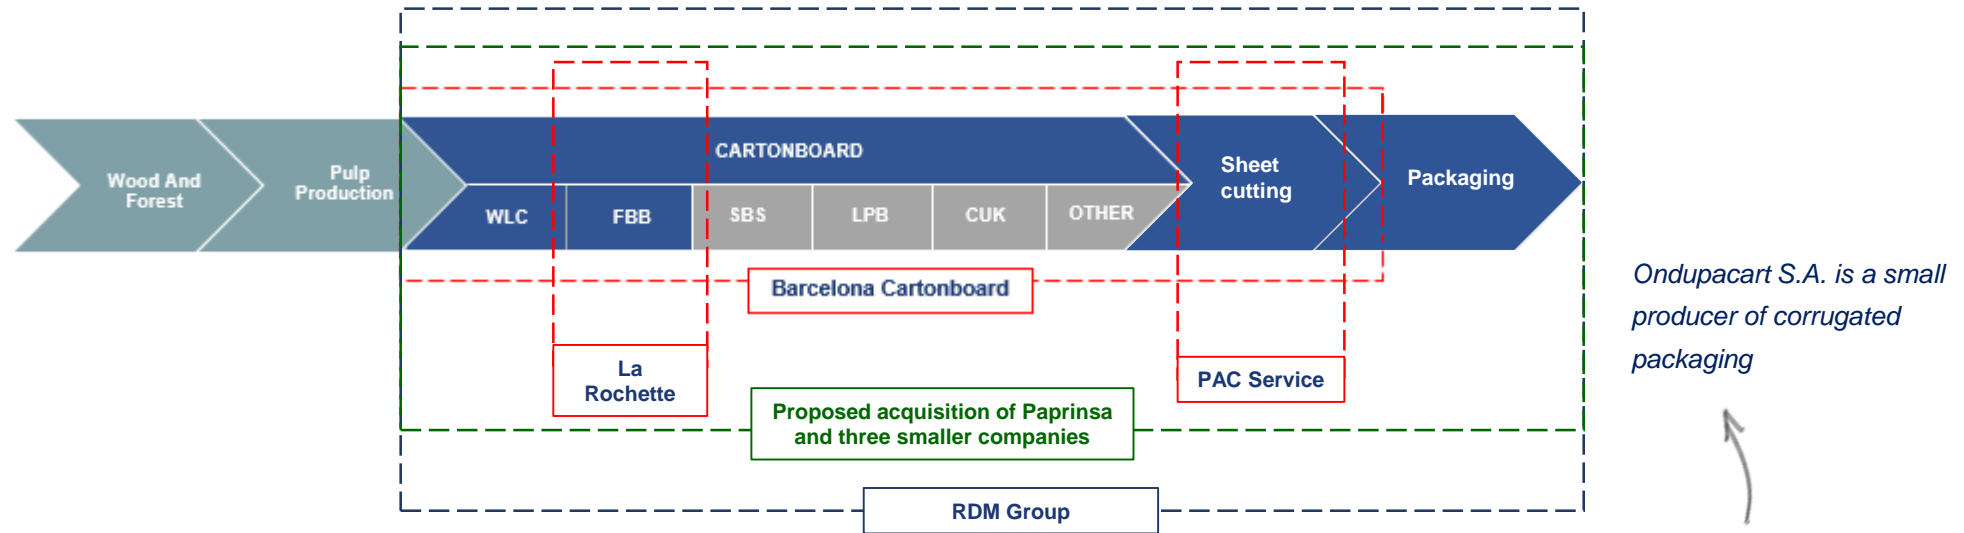 Wood And
Forest
Pulp
Production
CARTONBOARD
WLC
FBB
SBS
LPB
CUK
OTHER
Sheet
cutting
Packaging
Barcelona Cartonboard
La
Rochette
PAC Service
Proposed acquisition of Paprinsa
and three smaller companies
RDM Group
Ondupacart S.A. is a small
producer of corrugated
packaging